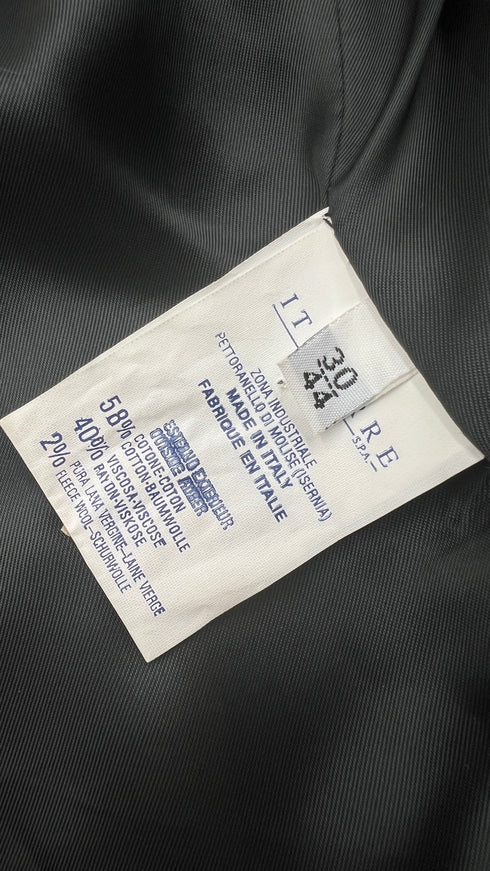 IT RE
S.P.A.
30
44
ZONA INDUSTRIALE
PETTORANELLO DI MOLISE (ISERNIA)
MADE IN ITALY
FABRIQUE EN ITALIE
58% COTONE-COTON
COTTON-BAUMWOLLE
40% VISCOSA-VISCOSE
RAYON-VISKOSE
2% PURA LANA VERGINE-LAINE VIERGE
FLEECE WOOL-SCHURWOLLE